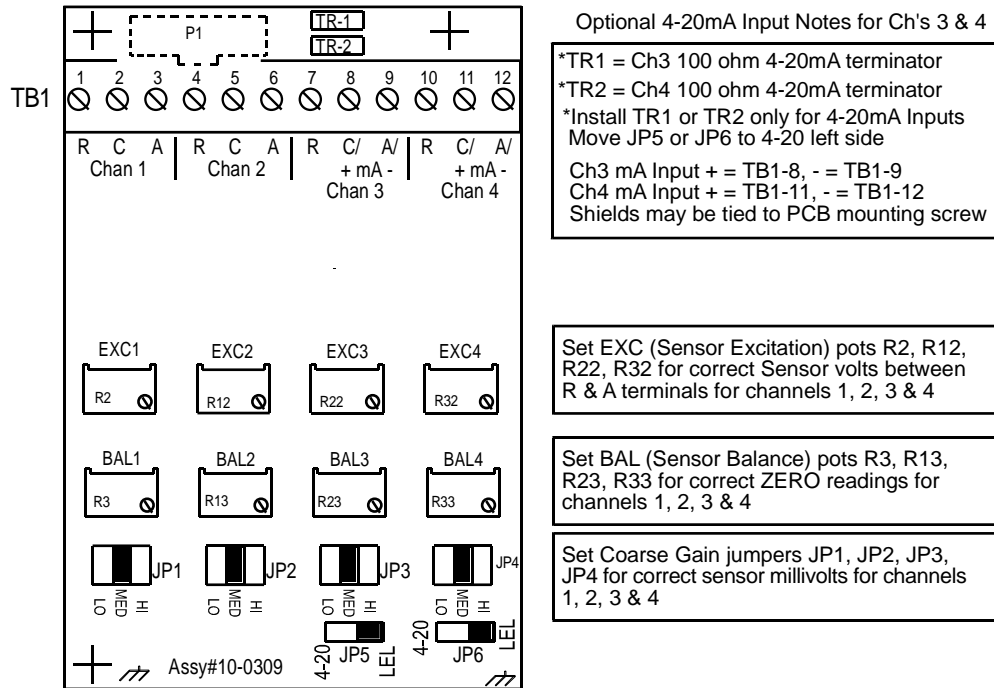 P1
TR-1
TR-2
TB1
1 2 3 4 5 6 7 8 9 10 11 12
R C A R C A R C/ A/ R C/ A/
Chan 1 Chan 2 + mA - + mA -
Chan 3 Chan 4
EXC1 EXC2 EXC3 EXC4
R2 R12 R22 R32
BAL1 BAL2 BAL3 BAL4
R3 R13 R23 R33
JP1 JP2 JP3 JP4
LO MED HI LO MED HI LO MED HI LO MED HI
4-20 JP5 LEL 4-20 JP6 LEL
Assy#10-0309
Optional 4-20mA Input Notes for Ch's 3 & 4
*TR1 = Ch3 100 ohm 4-20mA terminator
*TR2 = Ch4 100 ohm 4-20mA terminator
*Install TR1 or TR2 only for 4-20mA Inputs
Move JP5 or JP6 to 4-20 left side
Ch3 mA Input + = TB1-8, - = TB1-9
Ch4 mA Input + = TB1-11, - = TB1-12
Shields may be tied to PCB mounting screw
Set EXC (Sensor Excitation) pots R2, R12,
R22, R32 for correct Sensor volts between
R & A terminals for channels 1, 2, 3 & 4
Set BAL (Sensor Balance) pots R3, R13,
R23, R33 for correct ZERO readings for
channels 1, 2, 3 & 4
Set Coarse Gain jumpers JP1, JP2, JP3,
JP4 for correct sensor millivolts for channels
1, 2, 3 & 4